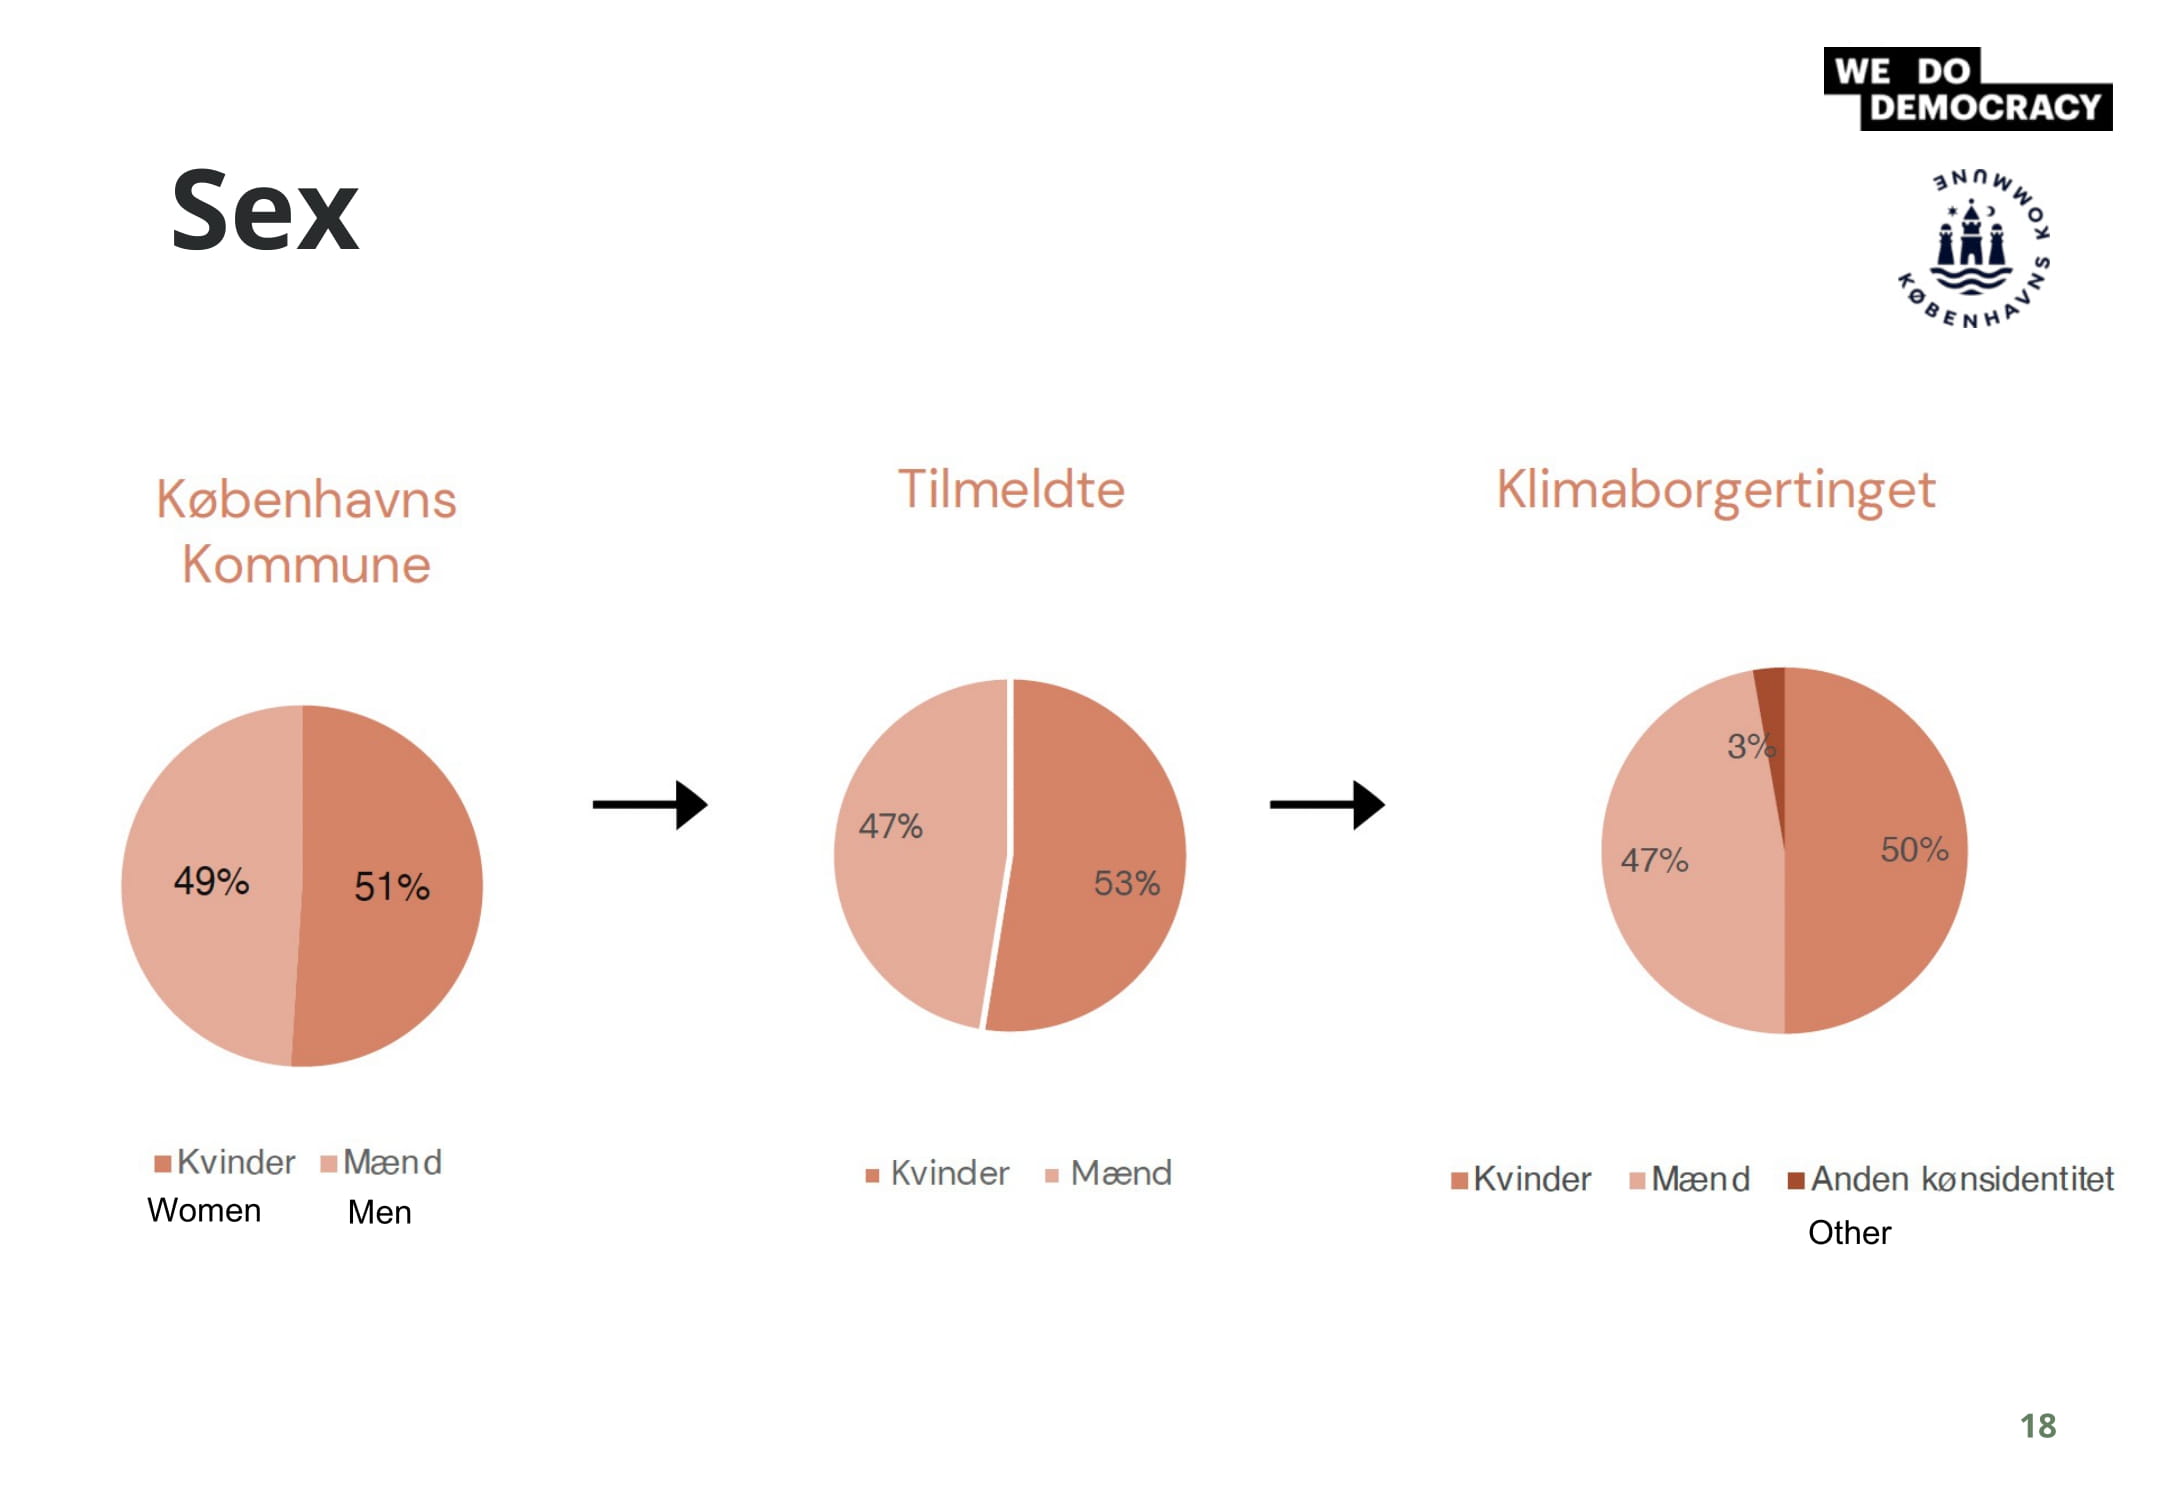 WE DO
DEMOCRACY
KØBENHAVNS KOMMUNE
Sex
Københavns
Kommune
Tilmeldte
Klimaborgertinget
49%
51%
47%
53%
3%
47%
50%
Kvinder Mænd
Women Men
Kvinder Mænd
Kvinder Mænd Anden kønsidentitet
Other
18